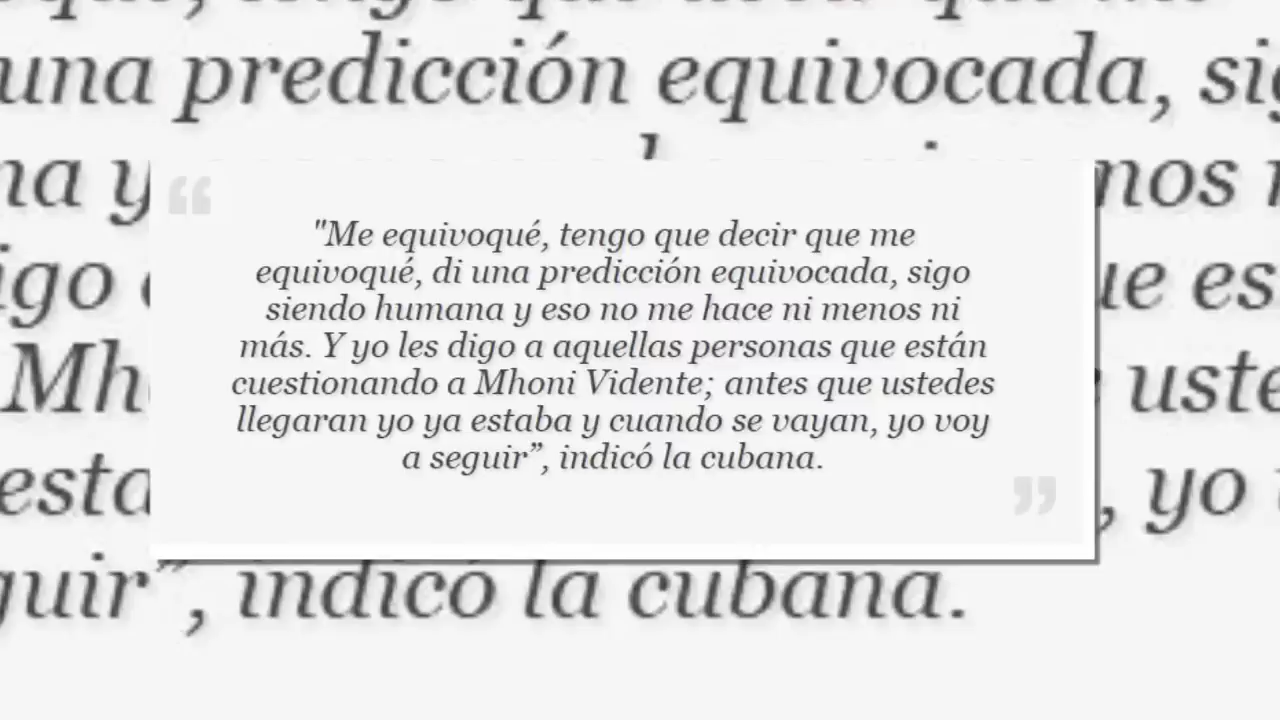 una predicción equivocada,
"Me equivoqué, tengo que decir que me
equivoqué, di una predicción equivocada, sigo
siendo humana y eso no me hace ni menos ni
más. Y yo les digo a aquellas personas que están
cuestionando a Mhoni Vidente; antes que ustedes
llegaran yo ya estaba y cuando se vayan, yo voy
a seguir”, indicó la cubana.
indicó la cubana.